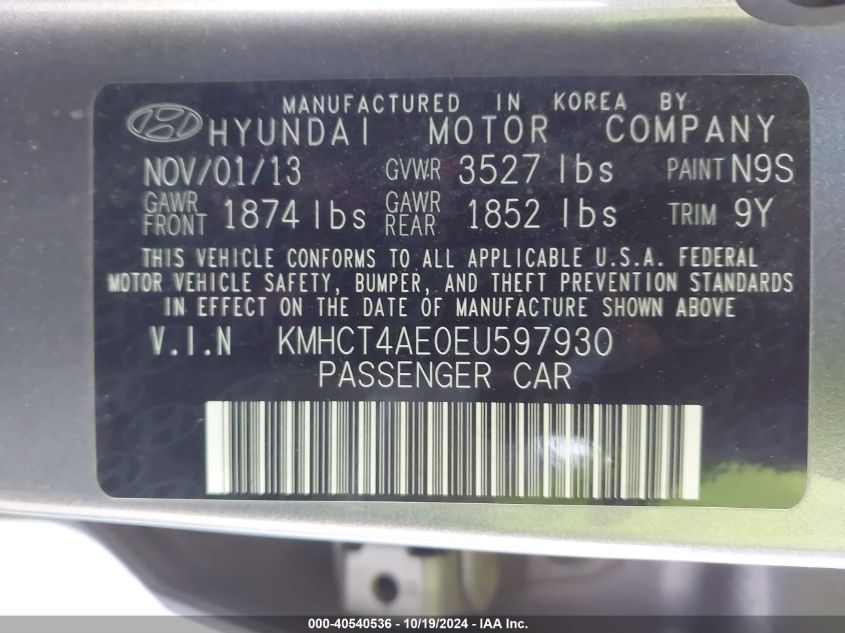 MANUFACTURED IN KOREA BY
HYUNDAI MOTOR COMPANY
NOV/01/13 GVWR 3527 lbs PAINT N9S
GAWR FRONT 1874 lbs GAWR REAR 1852 lbs TRIM 9Y
THIS VEHICLE CONFORMS TO ALL APPLICABLE U.S.A. FEDERAL
MOTOR VEHICLE SAFETY, BUMPER, AND THEFT PREVENTION STANDARDS
IN EFFECT ON THE DATE OF MANUFACTURE SHOWN ABOVE
V.I.N KMHCT4AE0EU597930
PASSENGER CAR
000-40540536 - 10/19/2024 - IAA Inc.